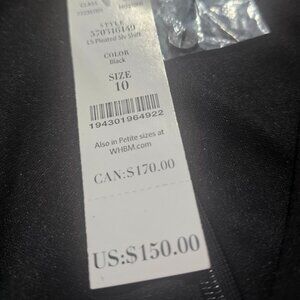 CLASS
STYLE
570316149
LS Pleated Slv Shift
COLOR
Black
SIZE
10
194301964922
Also in Petite sizes at
WHBM.com
CAN:$170.00
US:$150.00